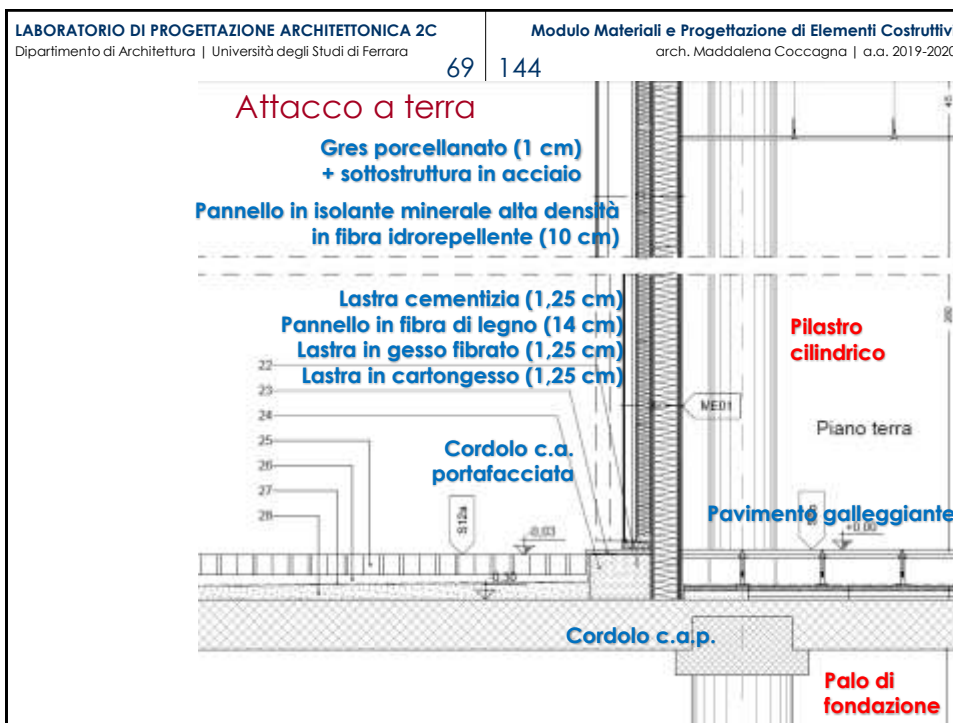 LABORATORIO DI PROGETTAZIONE ARCHITETTONICA 2C
Dipartimento di Architettura | Università degli Studi di Ferrara
69
144
Modulo Materiali e Progettazione di Elementi Costruttivi
arch. Maddalena Coccagna | a.a. 2019-2020
Attacco a terra
45
Gres porcellanato (1 cm)
+ sottostruttura in acciaio
Pannello in isolante minerale alta densità
in fibra idrorepellente (10 cm)
Lastra cementizia (1,25 cm)
Pannello in fibra di legno (14 cm)
Lastra in gesso fibrato (1,25 cm)
Lastra in cartongesso (1,25 cm)
Pilastro
cilindrico
22
23
24
25
26
27
28
ME01
Piano terra
Cordolo c.a.
portafacciata
S12a
-0,03
Pavimento galleggiante
+0,00
-0,30
Cordolo c.a.p.
Palo di
fondazione